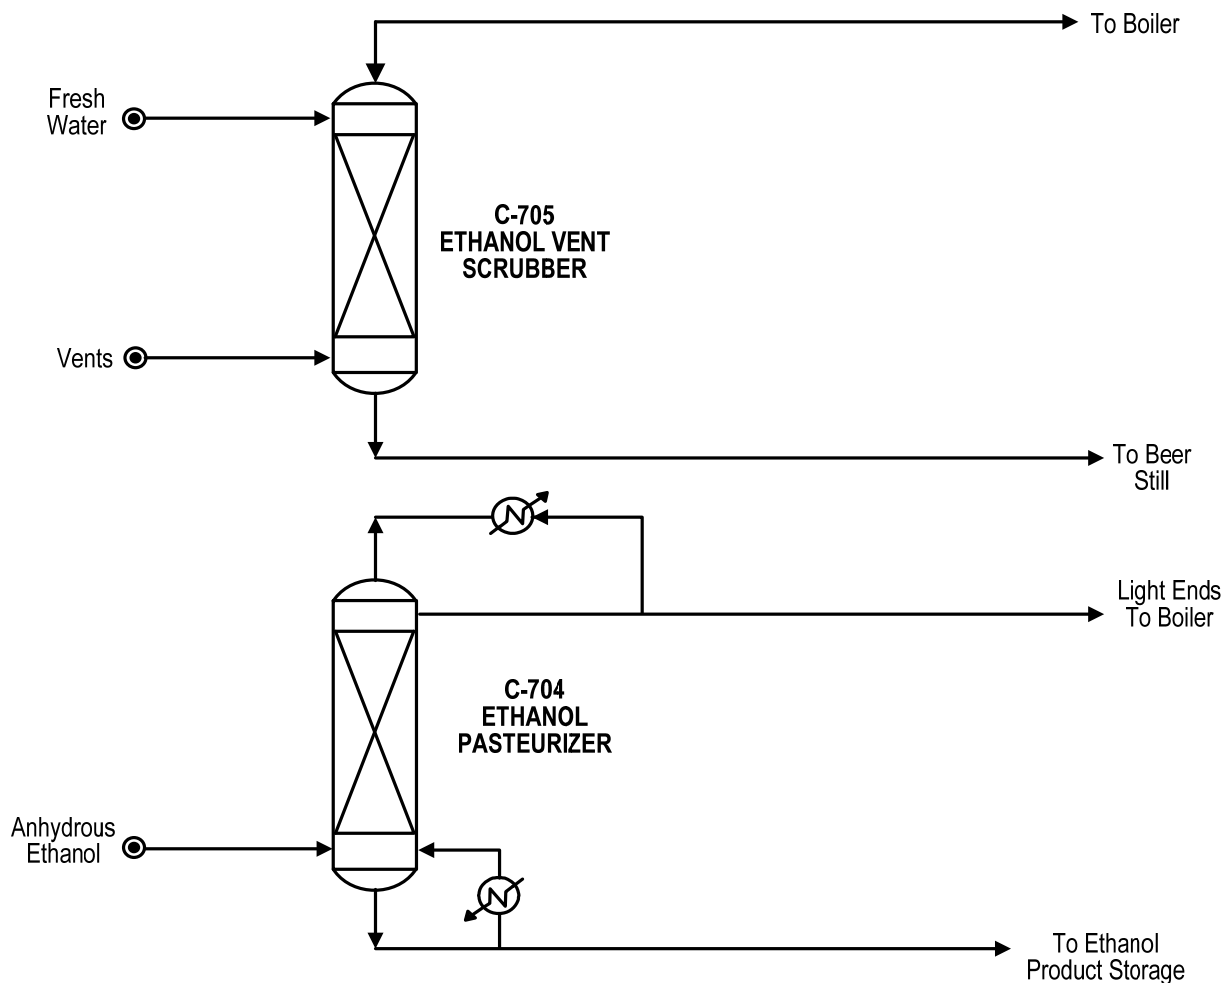 To Boiler
Fresh
Water
C-705
ETHANOL VENT
SCRUBBER
Vents
To Beer
Still
Light Ends
To Boiler
C-704
ETHANOL
PASTEURIZER
Anhydrous
Ethanol
To Ethanol
Product Storage